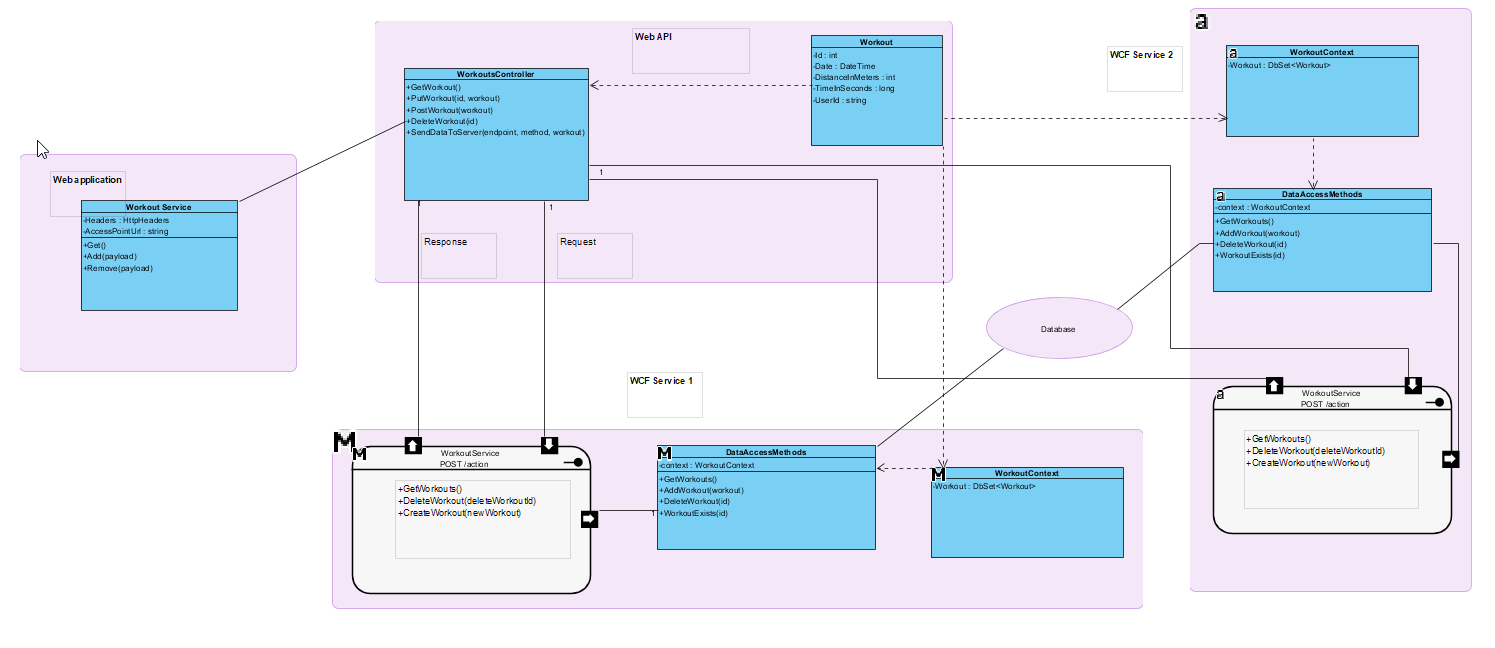 Web application
Workout Service
-Headers : HttpHeaders
-AccessPointUrl : string
+Get()
+Add(payload)
+Remove(payload)
Web API
WorkoutsController
+GetWorkout()
+PutWorkout(id, workout)
+PostWorkout(workout)
+DeleteWorkout(id)
+SendDataToServer(endpoint, method, workout)
Workout
-Id : int
-Date : DateTime
-DistanceInMeters : int
-TimeInSeconds : long
-UserId : string
1
1
1
Response
Request
WCF Service 2
a
a
WorkoutContext
-Workout : DbSet<Workout>
a
DataAccessMethods
-context : WorkoutContext
+GetWorkouts()
+AddWorkout(workout)
+DeleteWorkout(id)
+WorkoutExists(id)
Database
a
WorkoutService
POST /action
+GetWorkouts()
+DeleteWorkout(deleteWorkoutId)
+CreateWorkout(newWorkout)
WCF Service 1
M
M
WorkoutService
POST /action
+GetWorkouts()
+DeleteWorkout(deleteWorkoutId)
+CreateWorkout(newWorkout)
1
M
DataAccessMethods
-context : WorkoutContext
+GetWorkouts()
+AddWorkout(workout)
+DeleteWorkout(id)
+WorkoutExists(id)
M
WorkoutContext
-Workout : DbSet<Workout>